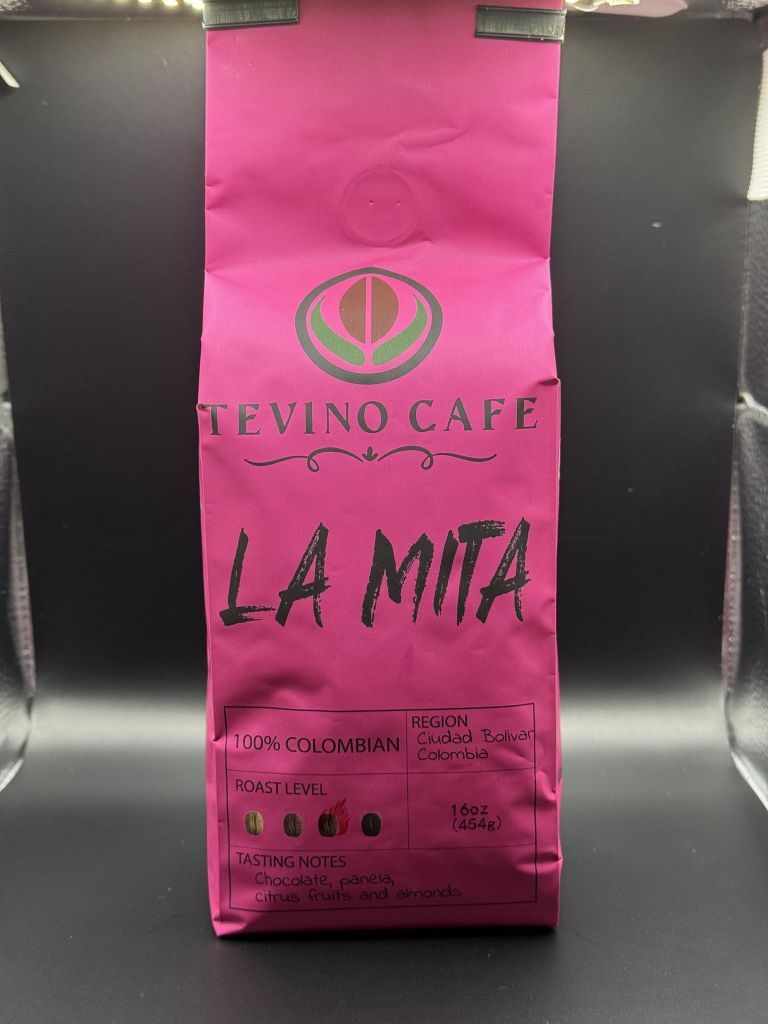 TEVINO CAFE
LA MITA
100% COLOMBIAN
REGION
Ciudad Bolivar
Colombia
ROAST LEVEL
16oz
(454g)
TASTING NOTES
Chocolate, panela,
citrus fruits and almonds